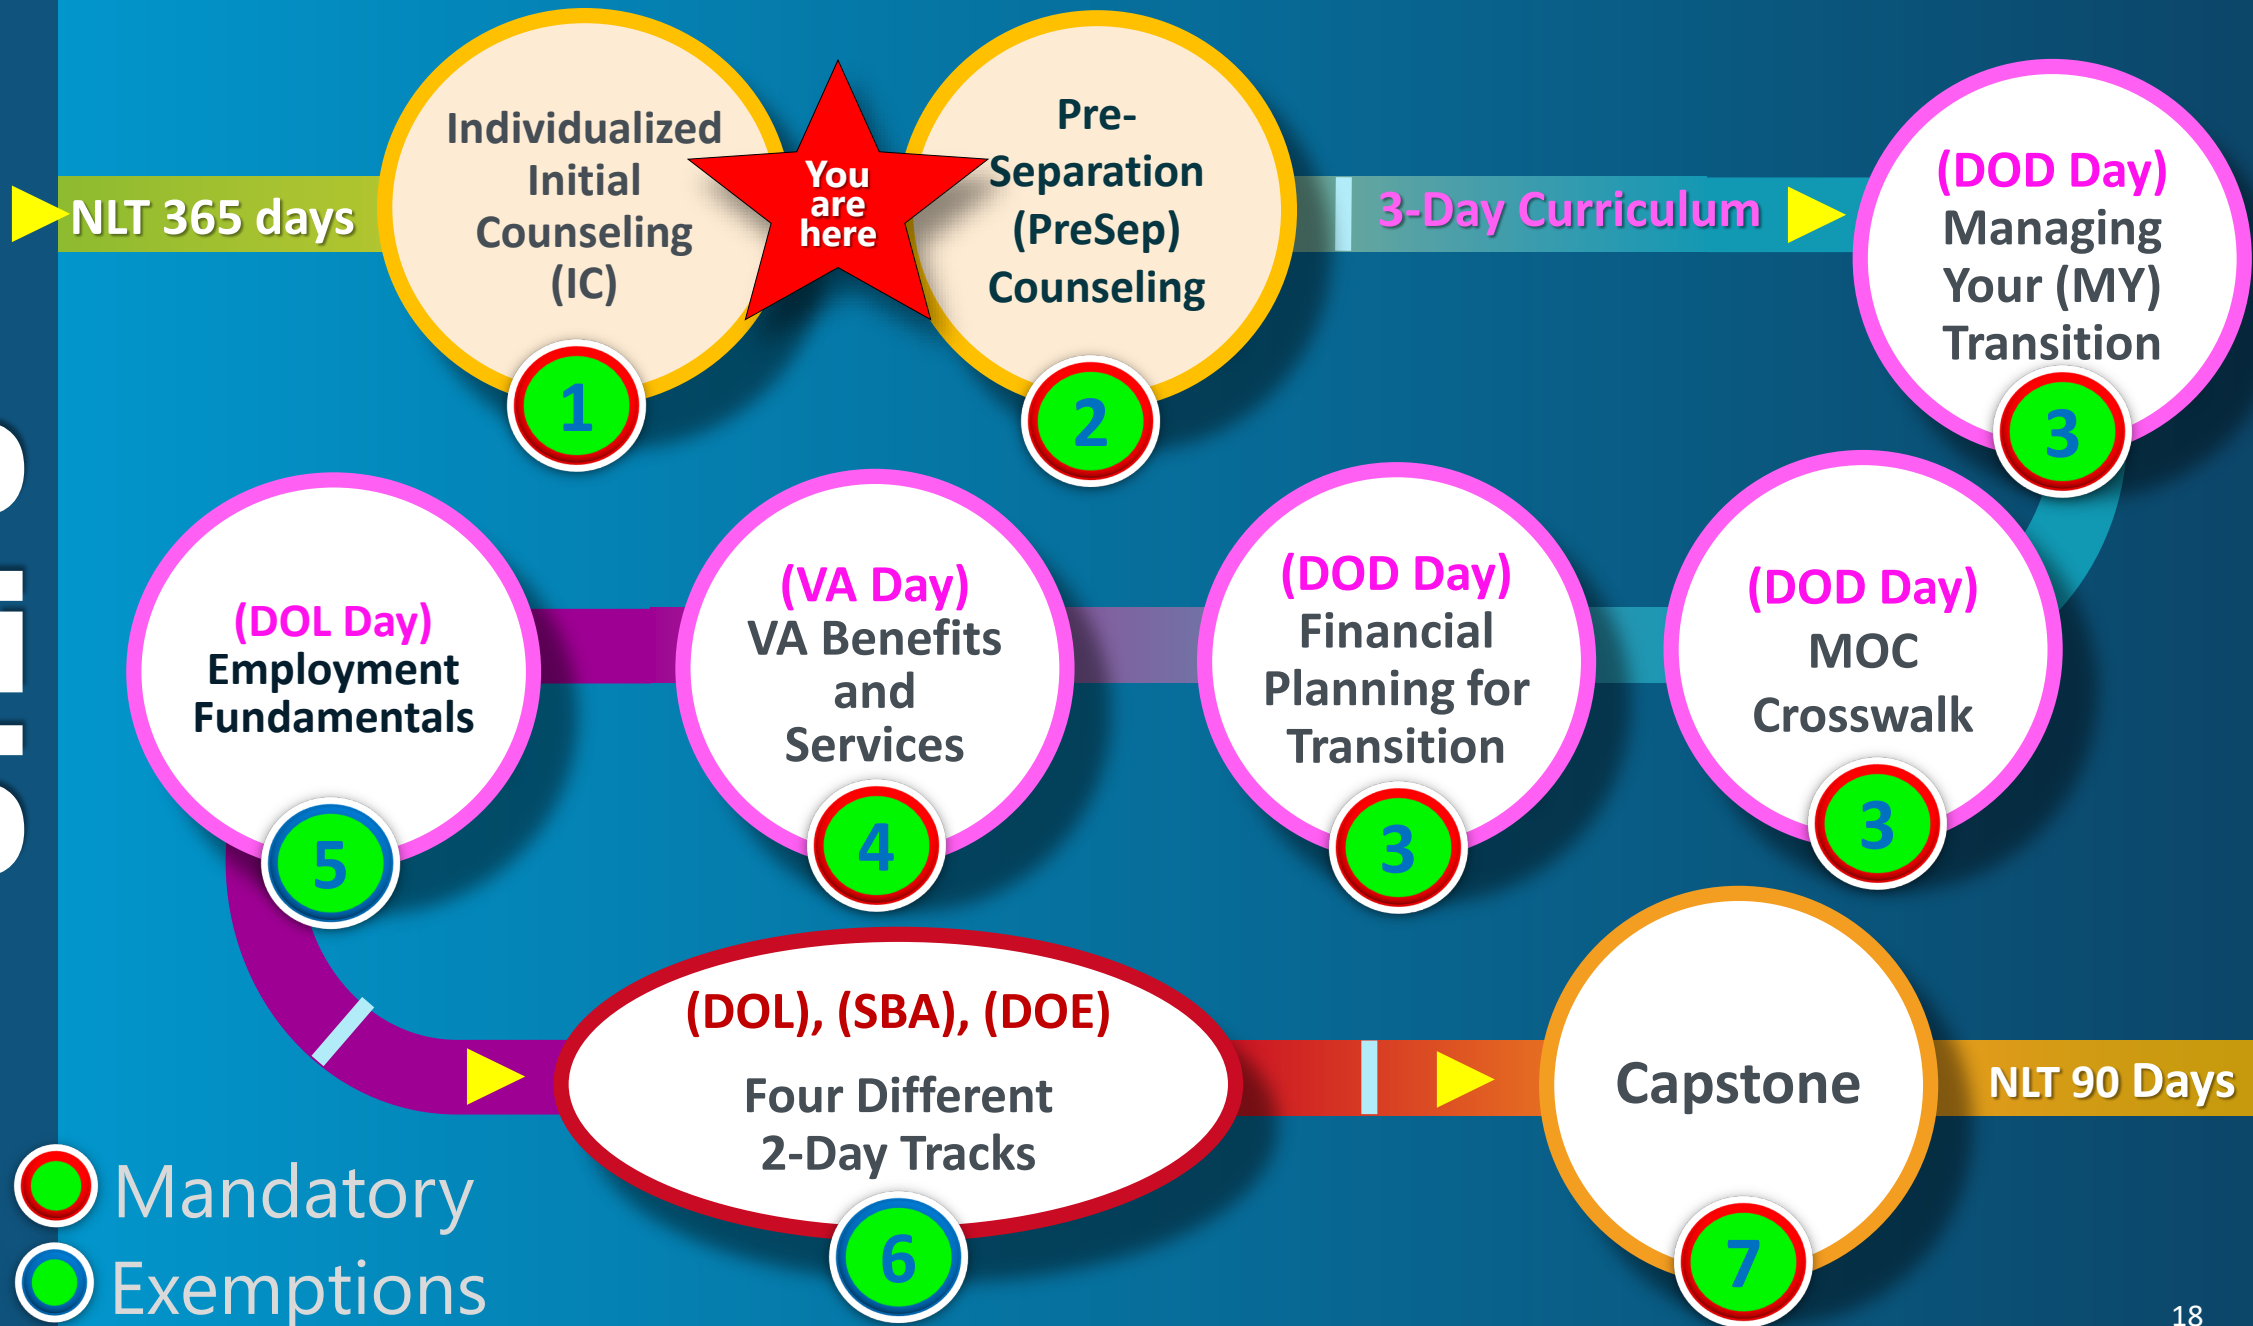 NLT 365 days
Individualized
Initial
Counseling
(IC)
1
You
are
here
Pre-
Separation
(PreSep)
Counseling
2
3-Day Curriculum
(DOD Day)
Managing
Your (MY)
Transition
3
(DOD Day)
MOC
Crosswalk
3
(DOD Day)
Financial
Planning for
Transition
3
(VA Day)
VA Benefits
and
Services
4
(DOL Day)
Employment
Fundamentals
5
(DOL), (SBA), (DOE)
Four Different
2-Day Tracks
6
Capstone
7
NLT 90 Days
Mandatory
Exemptions
18